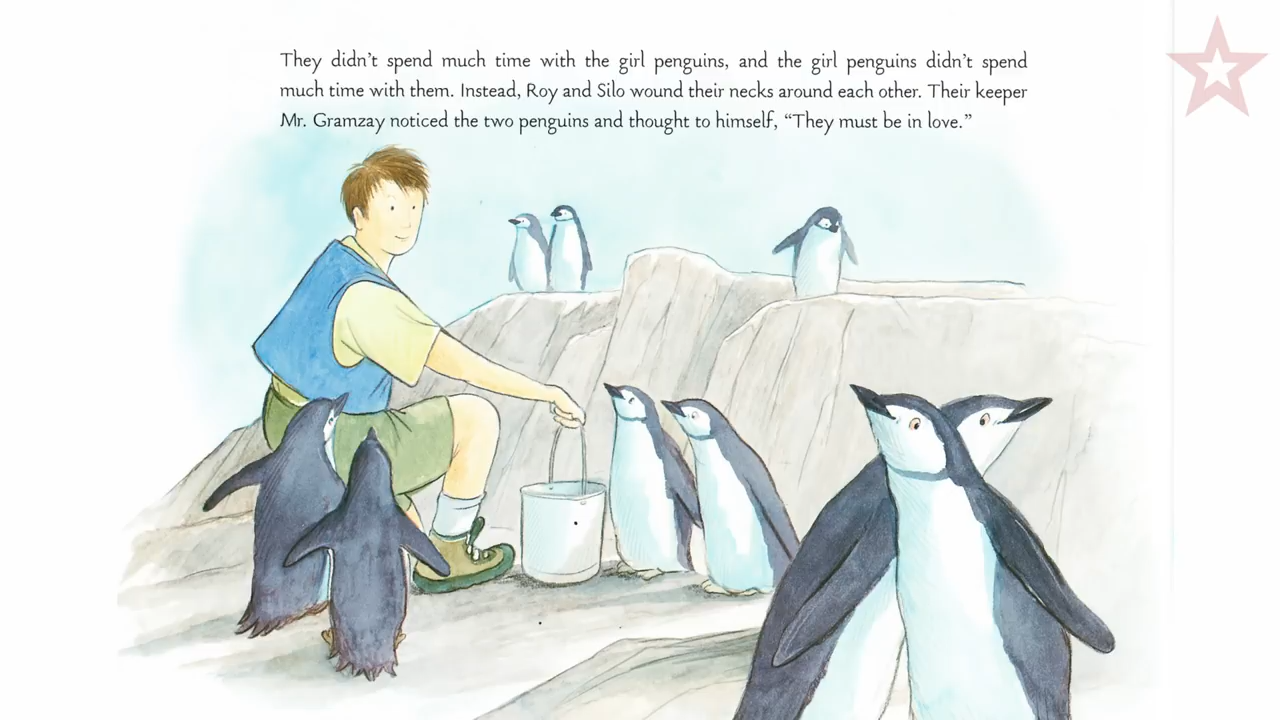 They didn't spend much time with the girl penguins, and the girl penguins didn't spend
much time with them. Instead, Roy and Silo wound their necks around each other. Their keeper
Mr. Gramzay noticed the two penguins and thought to himself, “They must be in love.”